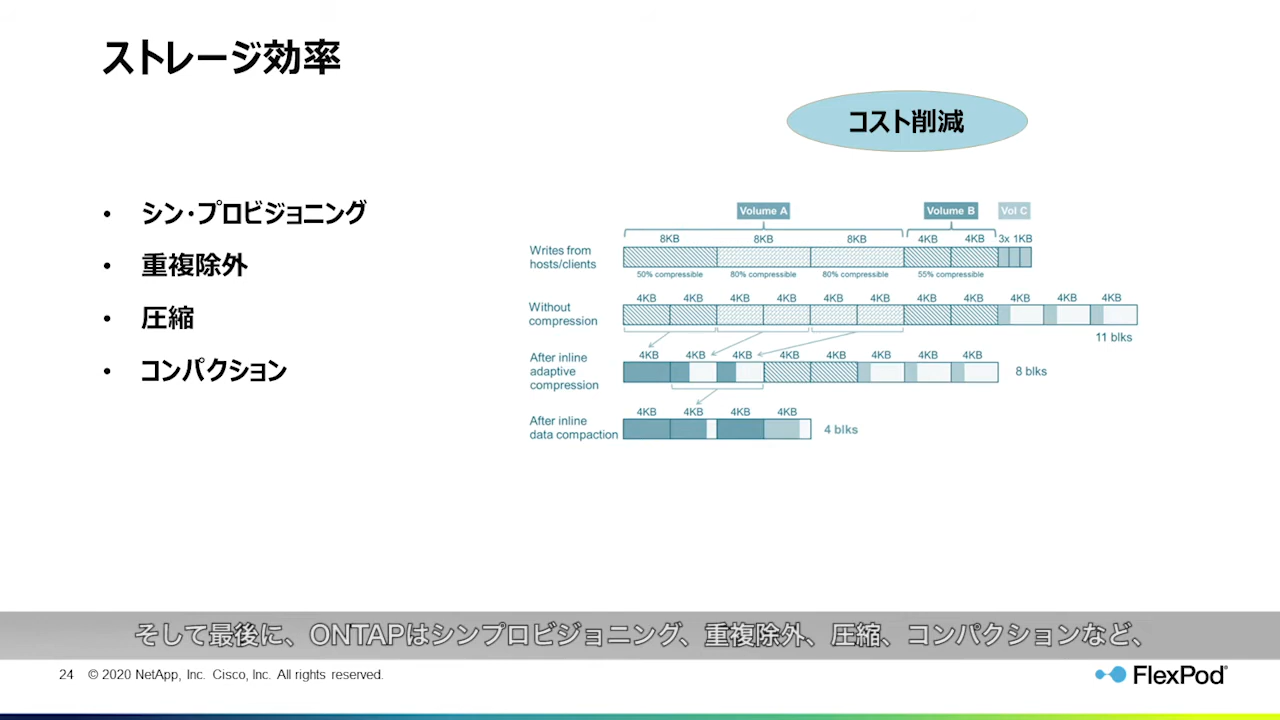 ストレージ効率
コスト削減
• シン・プロビジョニング
• 重複除外
• 圧縮
• コンパクション
Volume A Volume B Vol C
8KB 8KB 8KB 4KB 4KB 3x 1KB
Writes from
hosts/clients
50% compressible 80% compressible 80% compressible 55% compressible
4KB 4KB 4KB 4KB 4KB 4KB 4KB 4KB 4KB 4KB 4KB
Without
compression
11 blks
4KB 4KB 4KB 4KB 4KB 4KB 4KB 4KB
After inline
adaptive
compression
8 blks
4KB 4KB 4KB 4KB
After inline
data compaction
4 blks
そして最後に、ONTAPはシンプロビジョニング、重複除外、圧縮、コンパクションなど、
24 © 2020 NetApp, Inc. Cisco, Inc. All rights reserved.
FlexPod®